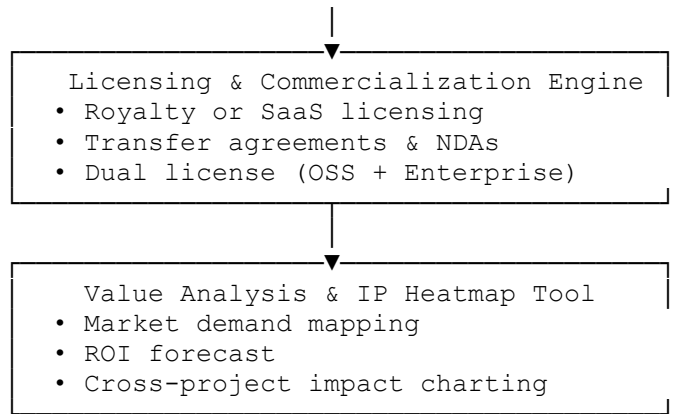 Licensing & Commercialization Engine
• Royalty or SaaS licensing
• Transfer agreements & NDAs
• Dual license (OSS + Enterprise)
Value Analysis & IP Heatmap Tool
• Market demand mapping
• ROI forecast
• Cross-project impact charting